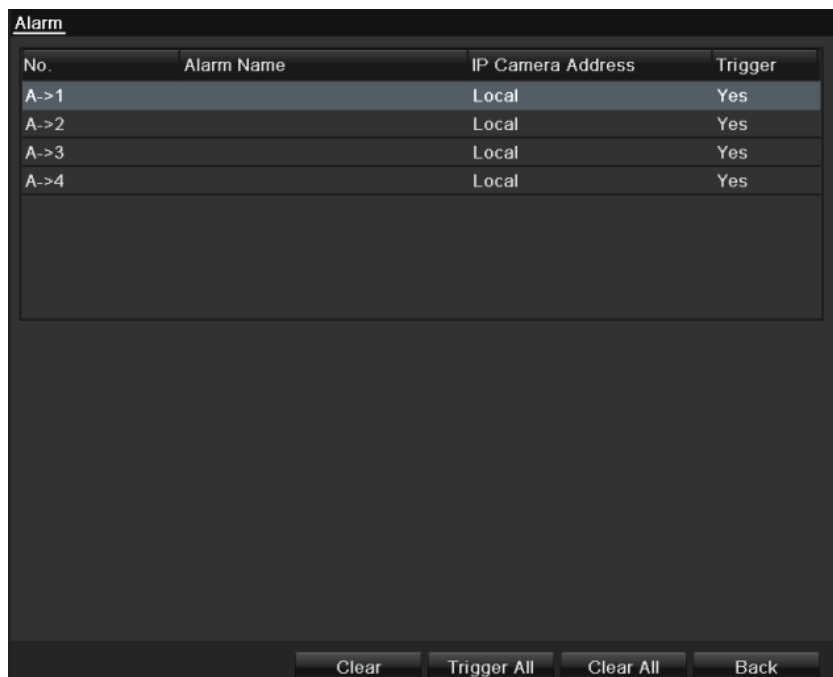 Alarm
No. Alarm Name IP Camera Address Trigger
A->1 Local Yes
A->2 Local Yes
A->3 Local Yes
A->4 Local Yes
Clear Trigger All Clear All Back